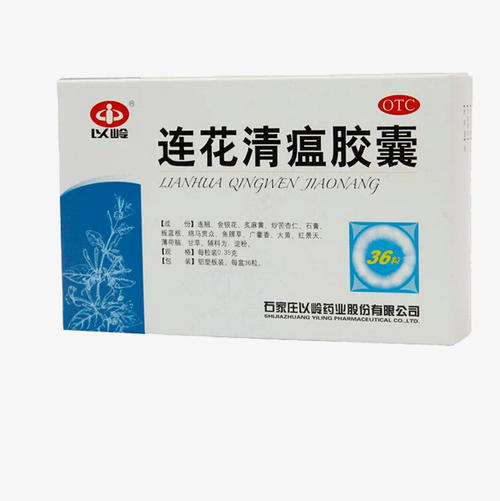 以岭
®
OTC
连花清瘟胶囊
LIANHUA QINGWEN JIAONANG
【成 份】连翘、金银花、炙麻黄、炒苦杏仁、石膏、
板蓝根、绵马贯众、鱼腥草、广藿香、大黄、红景天、
薄荷脑、甘草。辅料为：淀粉。
【规 格】每粒装0.35克
【包 装】铝塑板装，每盒36粒。
36粒
石家庄以岭药业股份有限公司
SHIJIAZHUANG YILING PHARMACEUTICAL CO.,LTD.